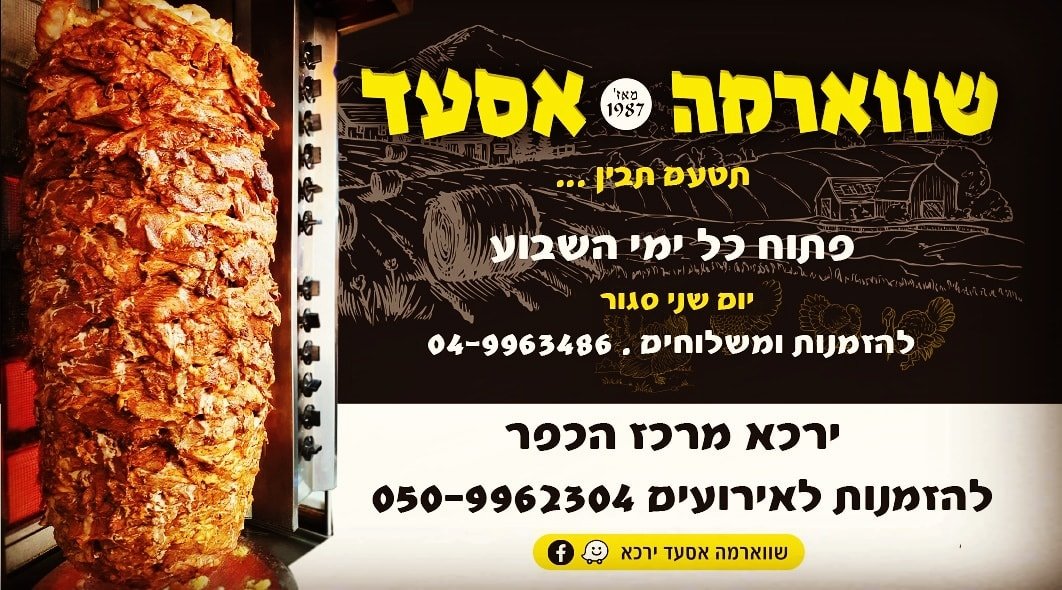 שווארמה מאז' 1987 אסעד
תטעם תבין ...
פתוח כל ימי השבוע
יום שני סגור
להזמנות ומשלוחים . 04-9963486
ירכא מרכז הכפר
להזמנות לאירועים 050-9962304
שווארמה אסעד ירכא